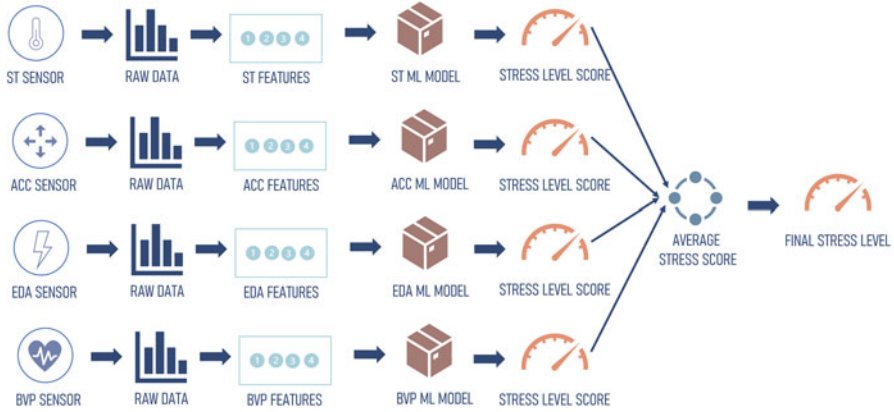 1 2 3 4
ST SENSOR RAW DATA ST FEATURES ST ML MODEL STRESS LEVEL SCORE
1 2 3 4
ACC SENSOR RAW DATA ACC FEATURES ACC ML MODEL STRESS LEVEL SCORE
AVERAGE
STRESS SCORE
FINAL STRESS LEVEL
1 2 3 4
EDA SENSOR RAW DATA EDA FEATURES EDA ML MODEL STRESS LEVEL SCORE
1 2 3 4
BVP SENSOR RAW DATA BVP FEATURES BVP ML MODEL STRESS LEVEL SCORE